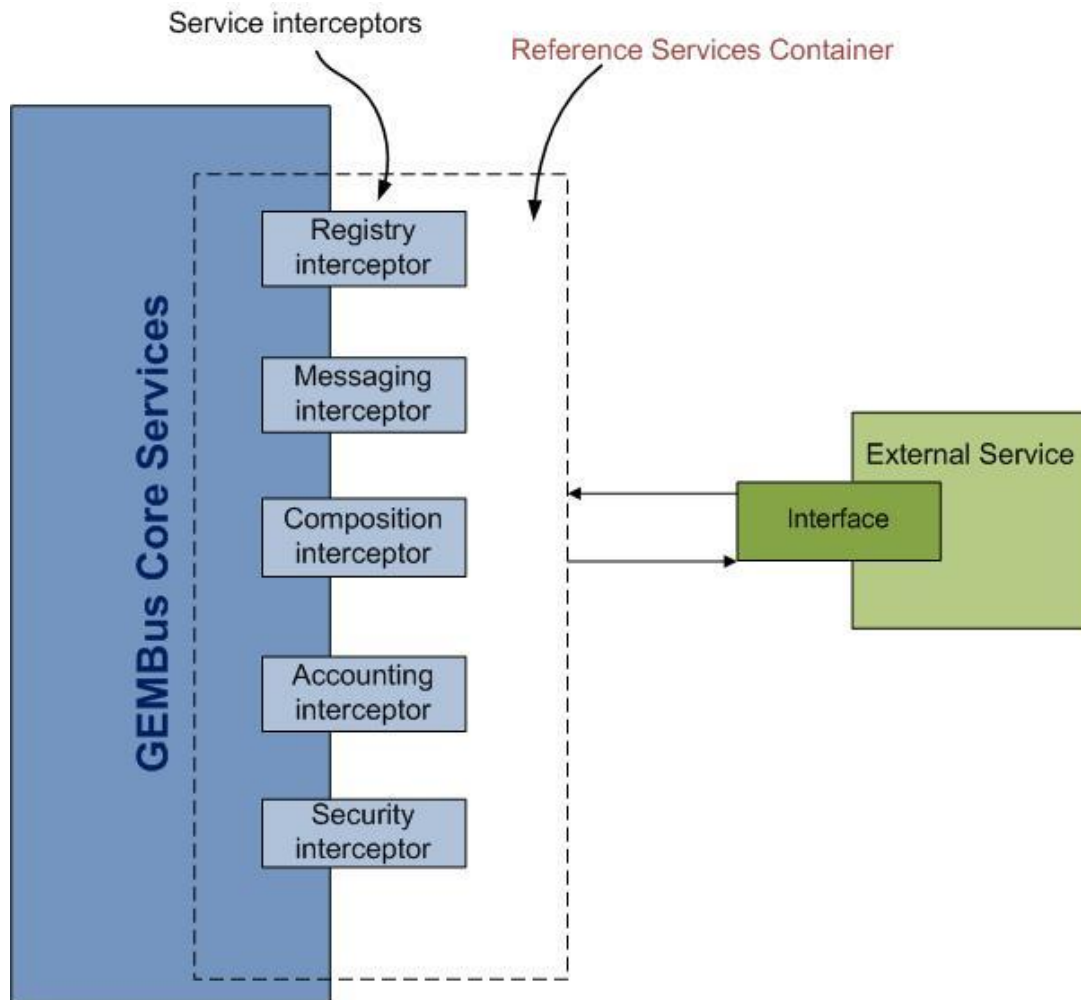 Service interceptors
Reference Services Container
GEMBus Core Services
Registry
interceptor
Messaging
interceptor
Composition
interceptor
Accounting
interceptor
Security
interceptor
External Service
Interface